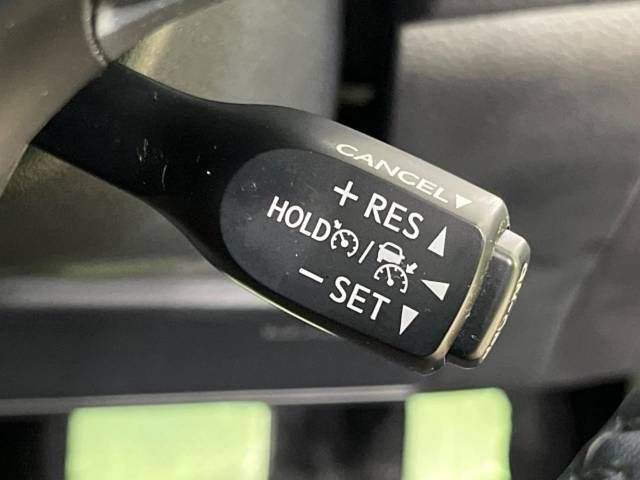 CANCEL▼
+ RES ▲
HOLD / ◀
− SET ▼